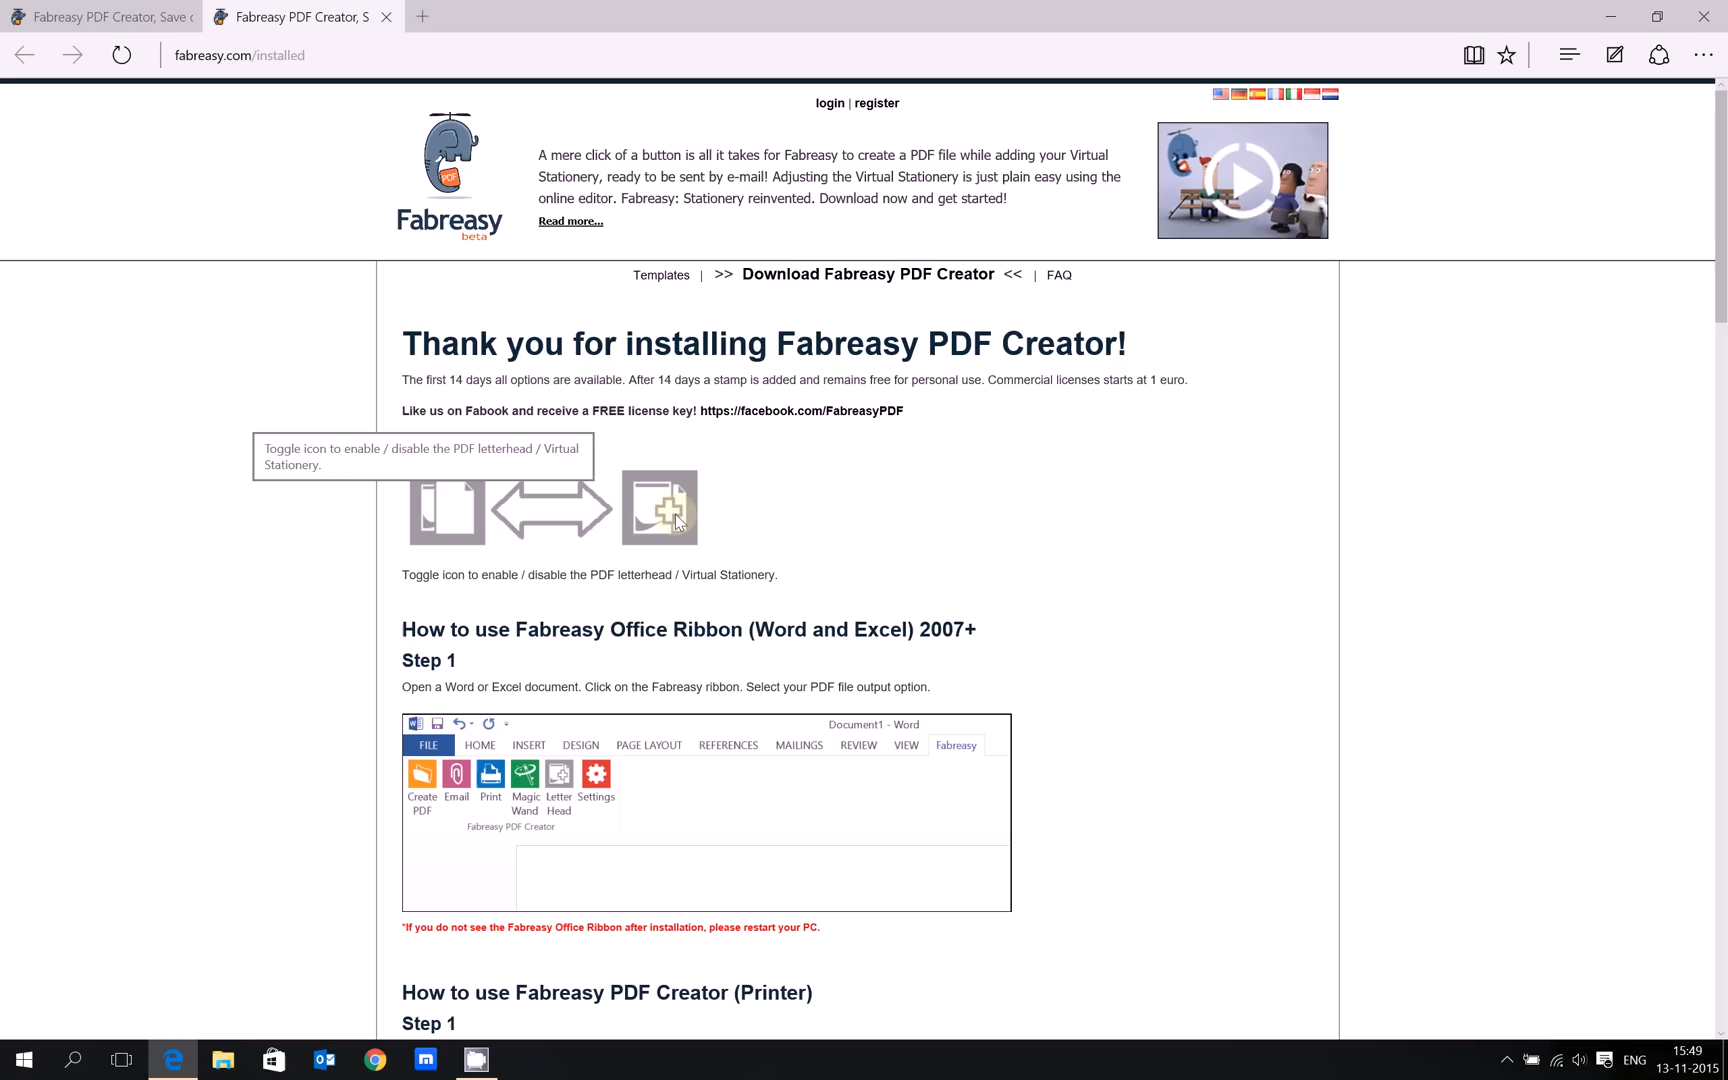 Fabreasy PDF Creator, Save
Fabreasy PDF Creator, S
fabreasy.com/installed
login | register
PDF
Fabreasy
beta
A mere click of a button is all it takes for Fabreasy to create a PDF file while adding your Virtual
Stationery, ready to be sent by e-mail! Adjusting the Virtual Stationery is just plain easy using the
online editor. Fabreasy: Stationery reinvented. Download now and get started!
Read more...
Templates | >> Download Fabreasy PDF Creator << | FAQ
Thank you for installing Fabreasy PDF Creator!
The first 14 days all options are available. After 14 days a stamp is added and remains free for personal use. Commercial licenses starts at 1 euro.
Like us on Fabook and receive a FREE license key! https://facebook.com/FabreasyPDF
Toggle icon to enable / disable the PDF letterhead / Virtual
Stationery.
Toggle icon to enable / disable the PDF letterhead / Virtual Stationery.
How to use Fabreasy Office Ribbon (Word and Excel) 2007+
Step 1
Open a Word or Excel document. Click on the Fabreasy ribbon. Select your PDF file output option.
Document1 - Word
FILE HOME INSERT DESIGN PAGE LAYOUT REFERENCES MAILINGS REVIEW VIEW Fabreasy
Create Email Print Magic Letter Settings
PDF Wand Head
Fabreasy PDF Creator
*If you do not see the Fabreasy Office Ribbon after installation, please restart your PC.
How to use Fabreasy PDF Creator (Printer)
Step 1
ENG
15:49
13-11-2015